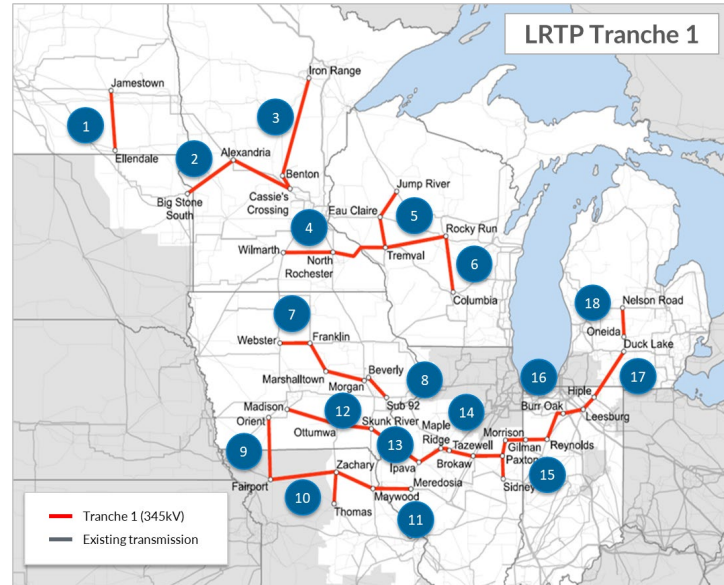 LRTP Tranche 1
Jamestown
Iron Range
1
3
Ellendale
2
Alexandria
Benton
Big Stone
South
Cassie's
Crossing
Jump River
Eau Claire
5
4
Rocky Run
Wilmarth
North
Rochester
Tremval
6
Columbia
18
Nelson Road
7
Oneida
Webster
Franklin
Duck Lake
Marshalltown
Beverly
Morgan
8
16
17
Hiple
Sub 92
Burr Oak
Madison
12
14
Leesburg
Orient
Skunk River
Maple
Ridge
Morrison
Ottumwa
13
Tazewell
Gilman
Reynolds
9
Zachary
Ipava
Brokaw
Paxton
15
Fairport
Meredosia
Sidney
10
Maywood
Thomas
11
Tranche 1 (345kV)
Existing transmission